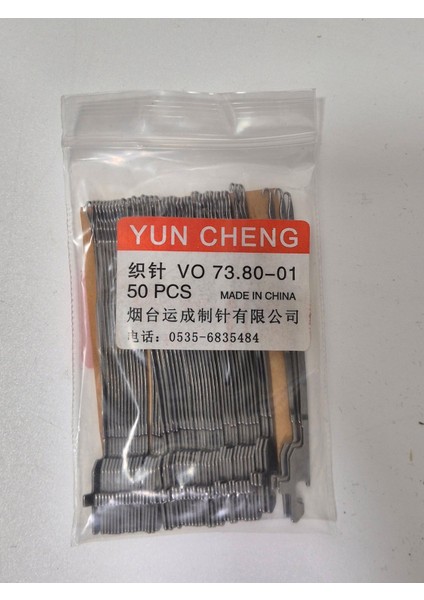 YUN CHENG
织针 VO 73.80-01
50 PCS MADE IN CHINA
烟台运成制针有限公司
电话: 0535-6835484